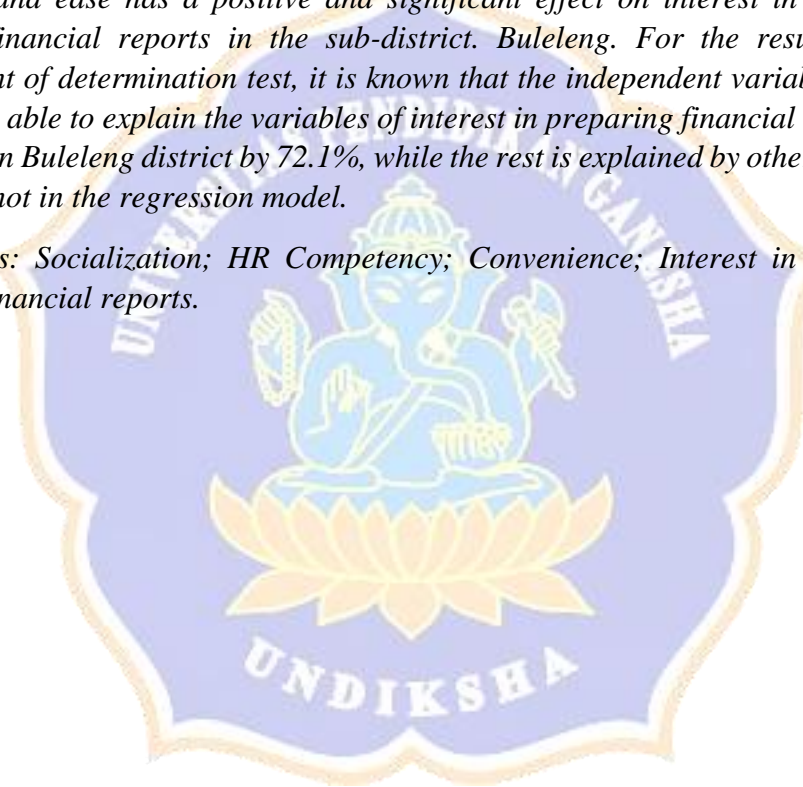 and ease has a positive and significant effect on interest in
financial reports in the sub-district. Buleleng. For the resu
t of determination test, it is known that the independent varial
able to explain the variables of interest in preparing financial
n Buleleng district by 72.1%, while the rest is explained by othe
not in the regression model.
s: Socialization; HR Competency; Convenience; Interest in
nancial reports.
UNIVERSITAS PENDIDIKAN GANESHA
UNDIKSHA